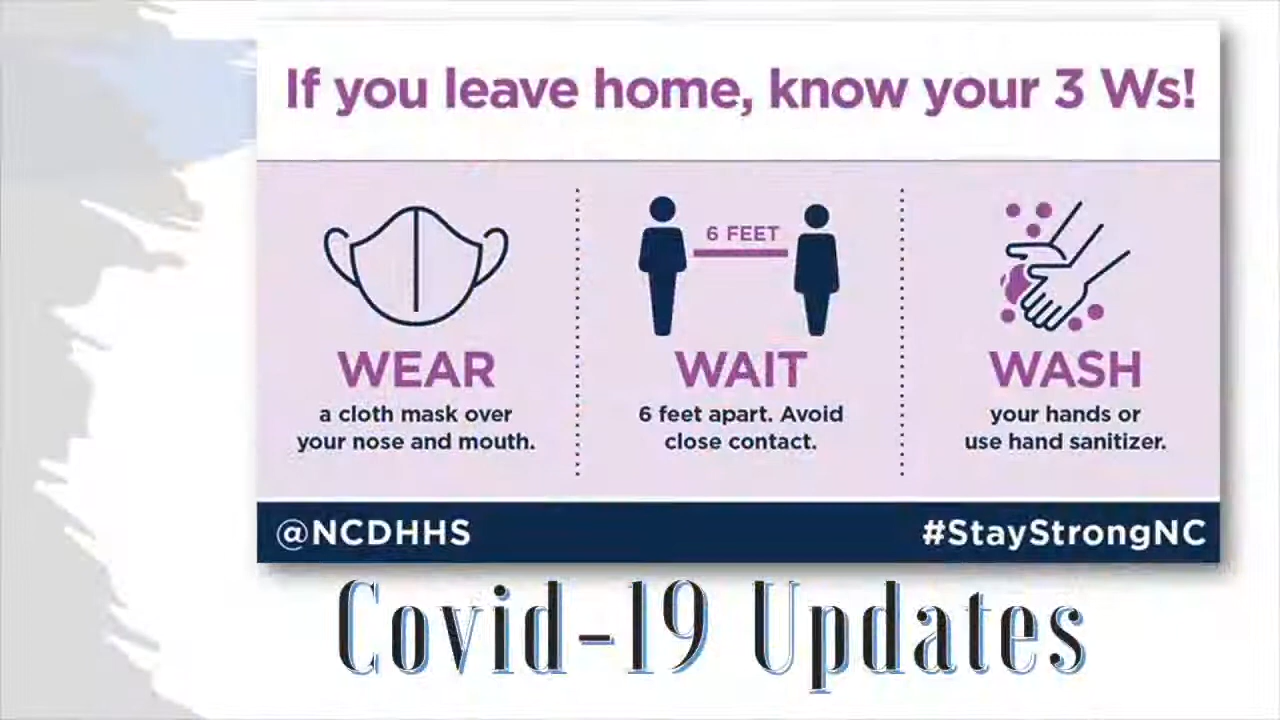 If you leave home, know your 3 Ws!
6 FEET
WEAR
a cloth mask over
your nose and mouth.
WAIT
6 feet apart. Avoid
close contact.
WASH
your hands or
use hand sanitizer.
@NCDHHS
#StayStrongNC
Covid-19 Updates